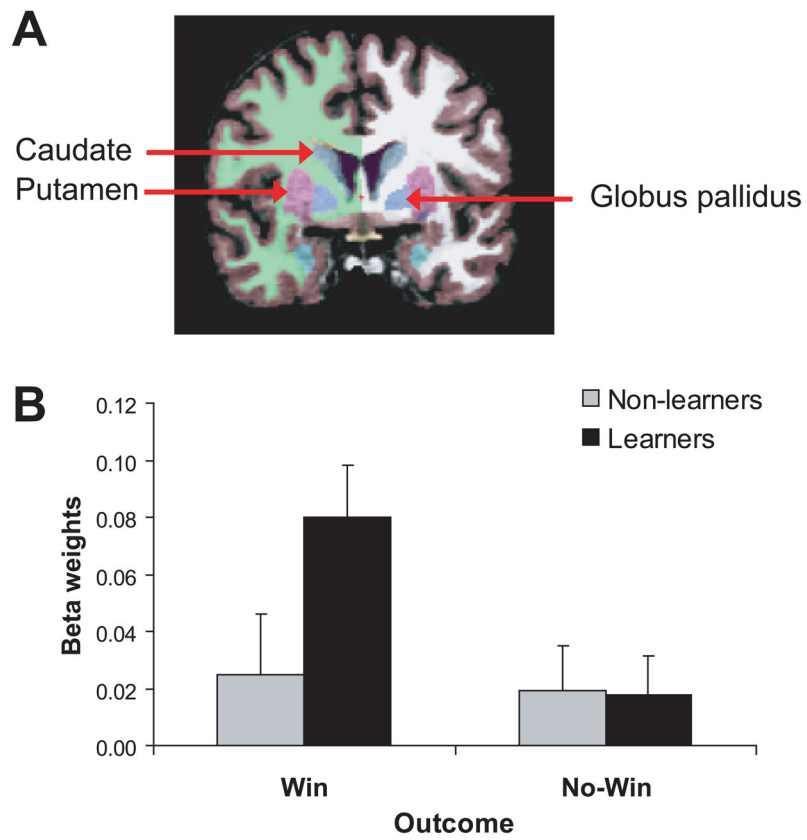 A
Caudate
Putamen
Globus pallidus
B
Non-learners
Learners
0.12
0.10
0.08
0.06
0.04
0.02
0.00
Beta weights
Win
No-Win
Outcome